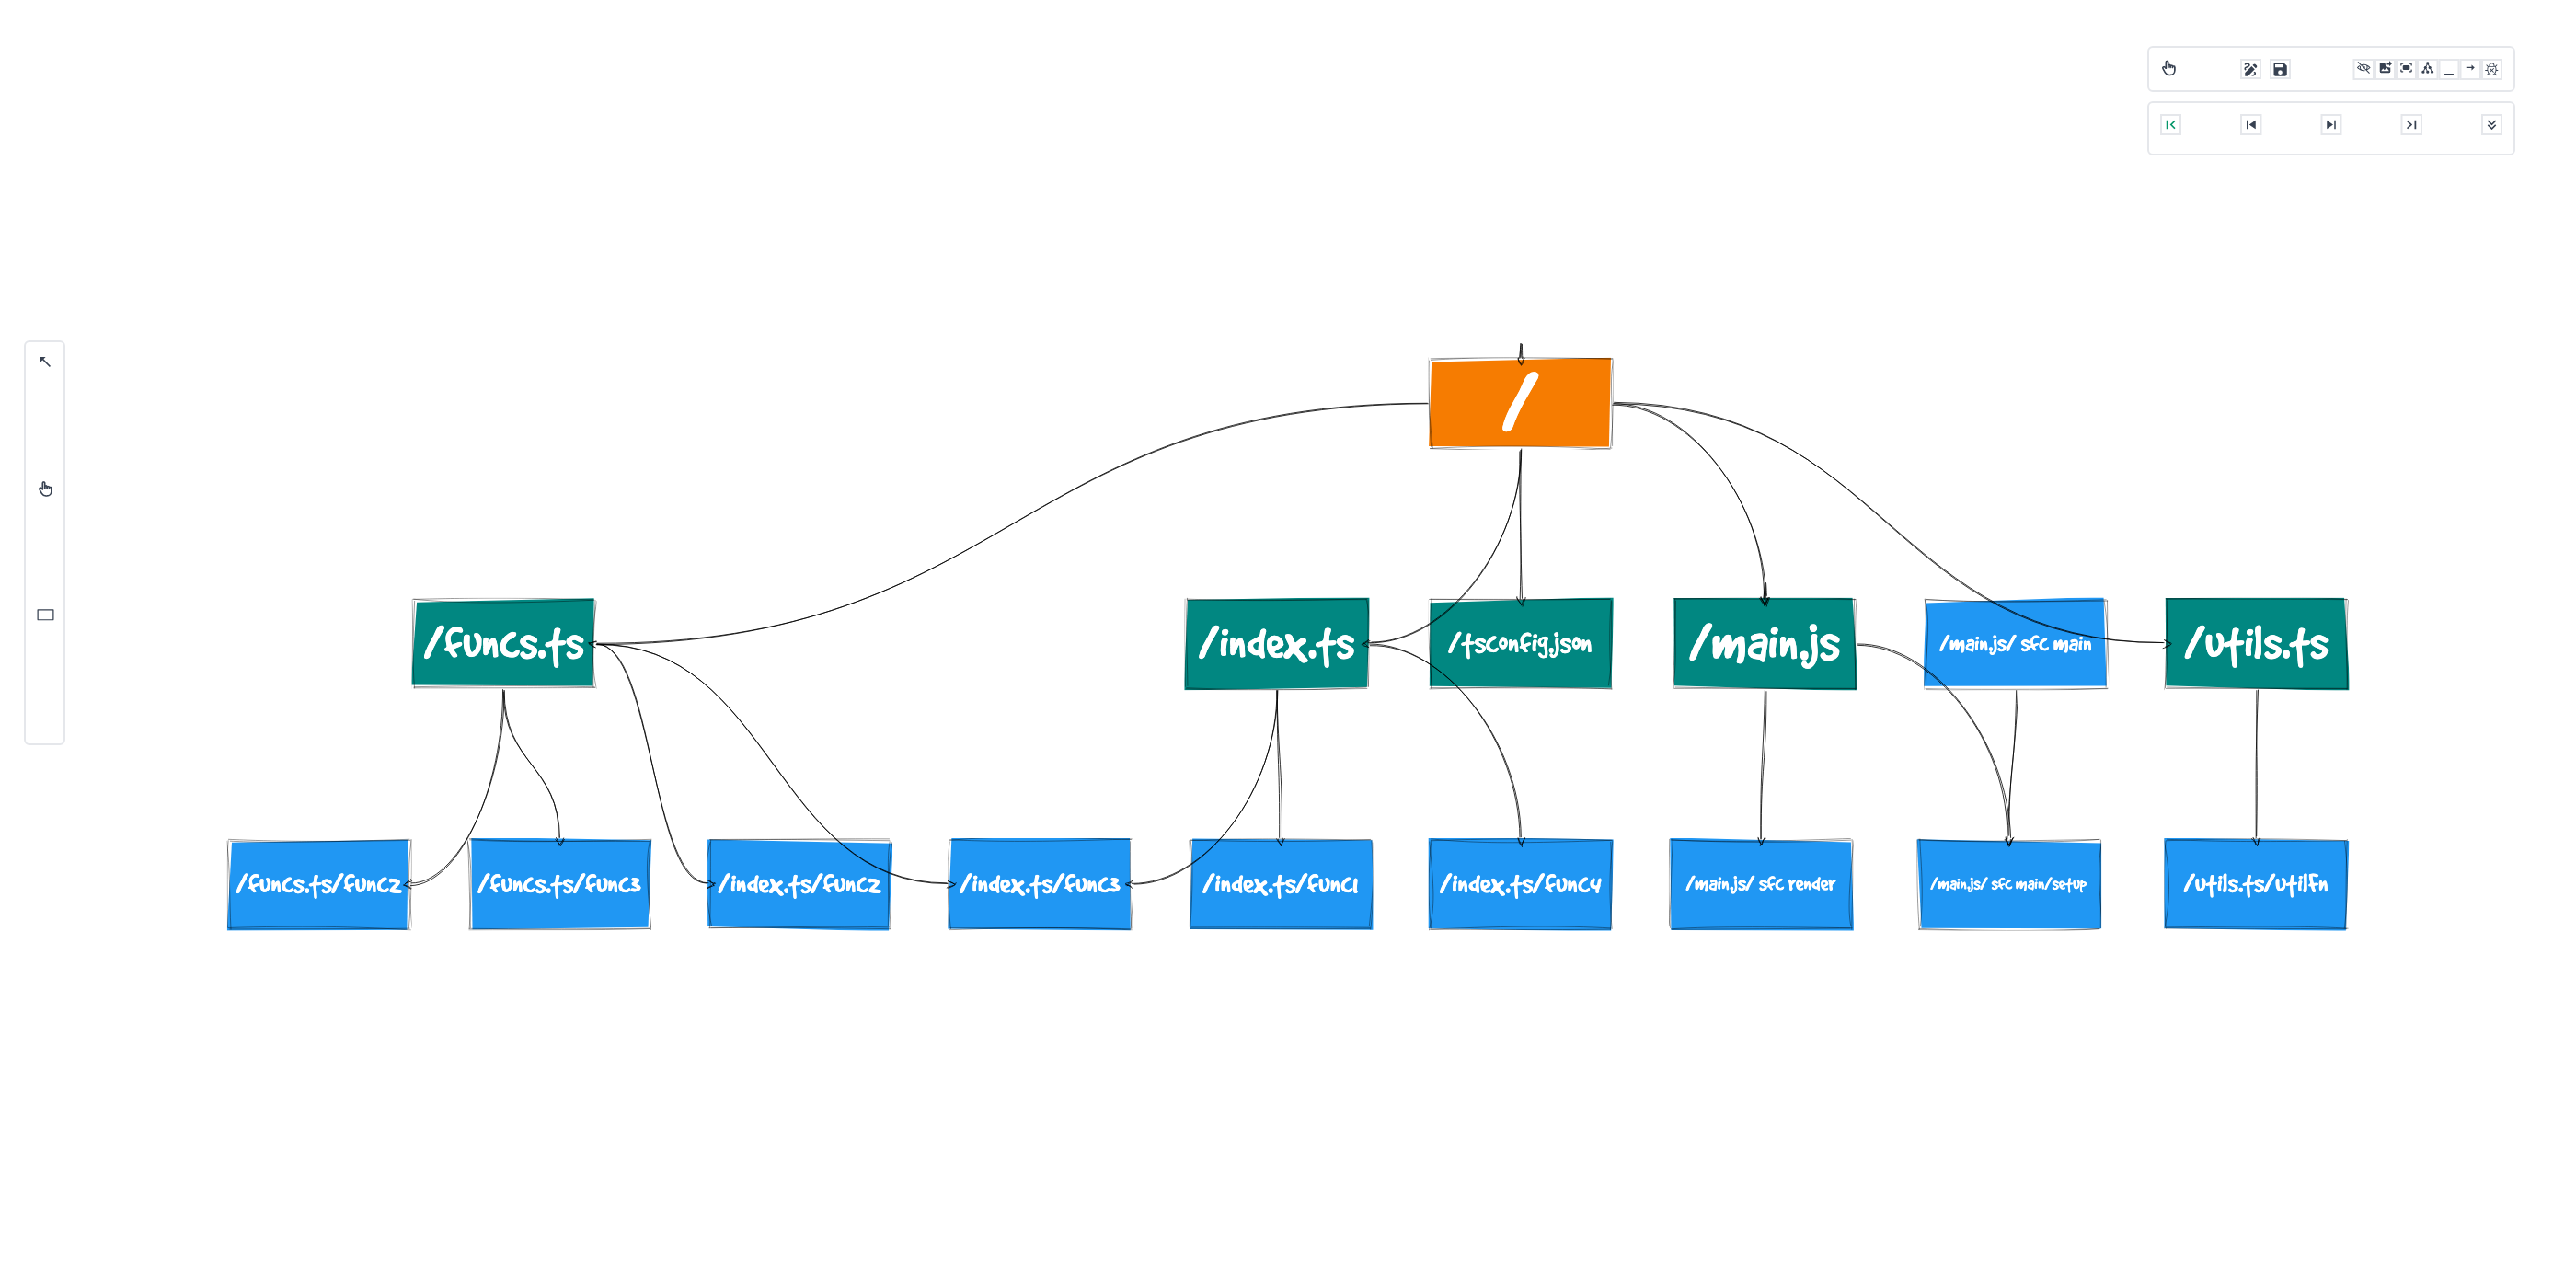 /
/funcs.ts
/index.ts
/tsconfig.json
/main.js
/main.js/ sfc main
/utils.ts
/funcs.ts/func2
/funcs.ts/func3
/index.ts/func2
/index.ts/func3
/index.ts/func1
/index.ts/func4
/main.js/ sfc render
/main.js/ sfc main/setup
/utils.ts/utilfn